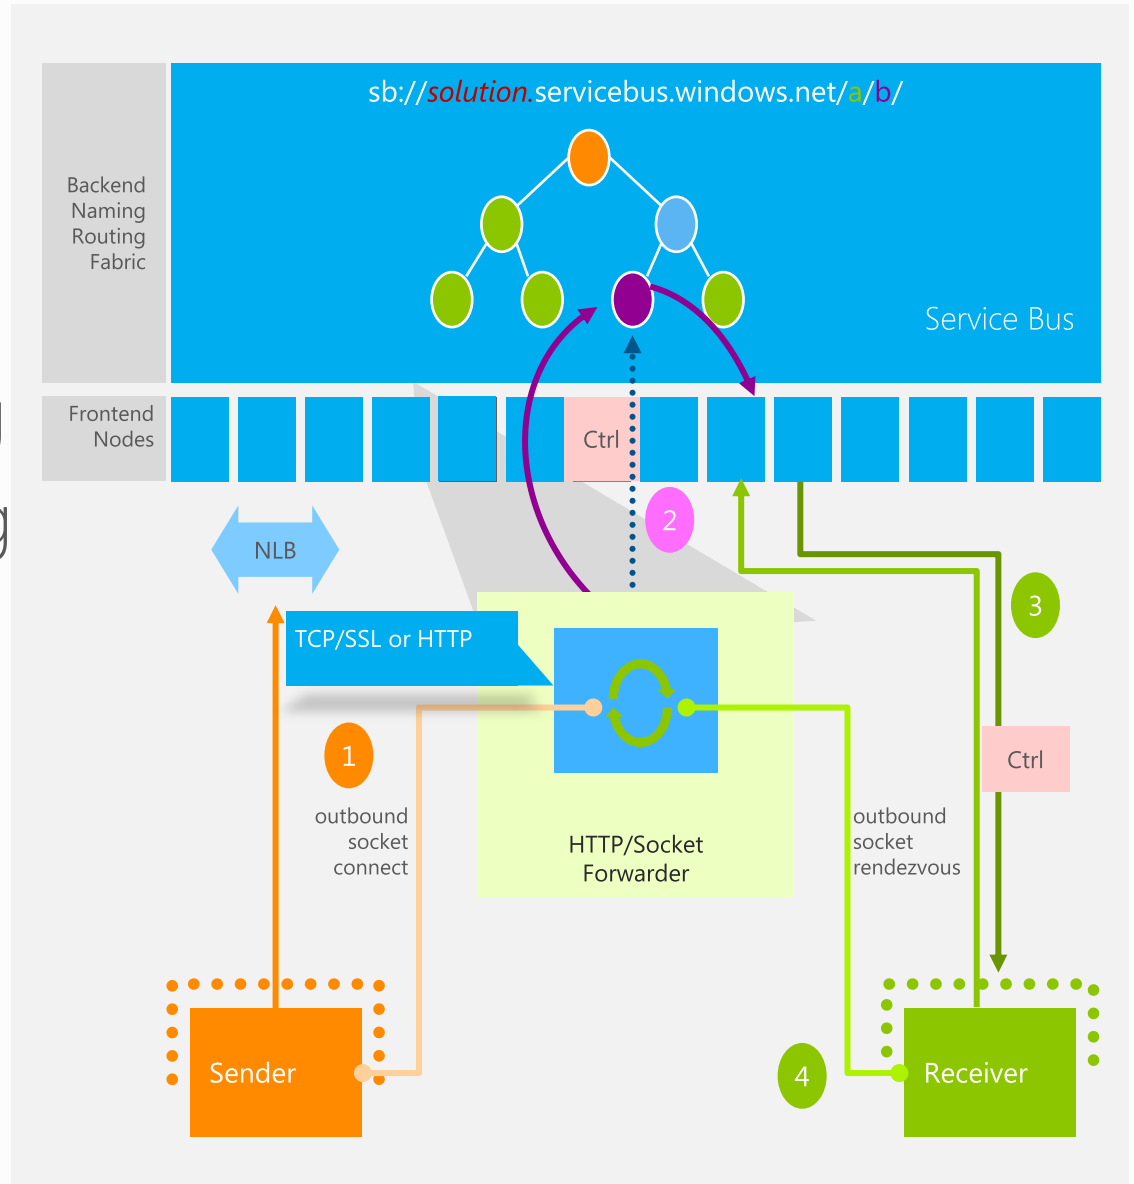 sb://solution.servicebus.windows.net/a/b/
Backend
Naming
Routing
Fabric
Service Bus
Frontend
Nodes
Ctrl
2
NLB
3
TCP/SSL or HTTP
1
Ctrl
outbound
socket
connect
HTTP/Socket
Forwarder
outbound
socket
rendezvous
Sender
4
Receiver